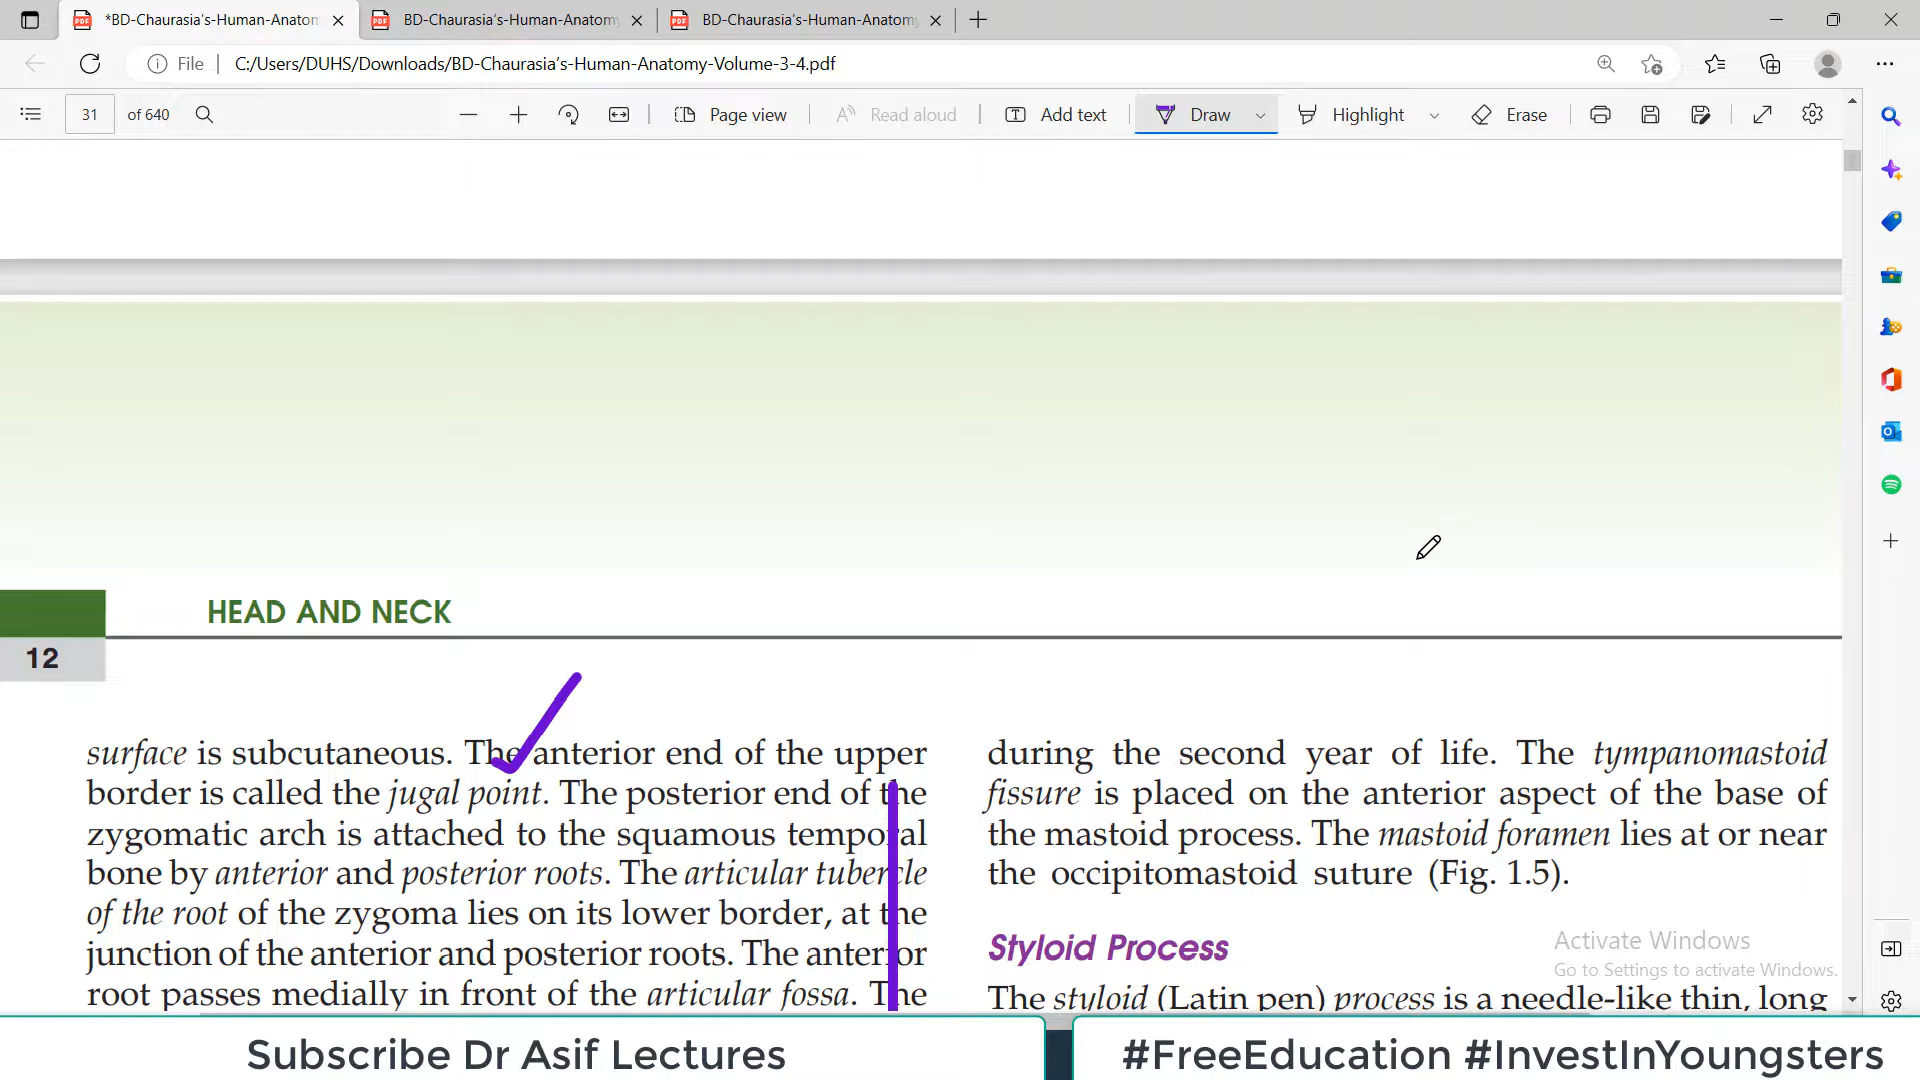 *BD-Chaurasia's-Human-Anatom
BD-Chaurasia's-Human-Anatomy
BD-Chaurasia's-Human-Anatomy
File
C:/Users/DUHS/Downloads/BD-Chaurasia's-Human-Anatomy-Volume-3-4.pdf
31 of 640
Page view
Read aloud
Add text
Draw
Highlight
Erase
HEAD AND NECK
12
surface is subcutaneous. The anterior end of the upper
border is called the jugal point. The posterior end of the
zygomatic arch is attached to the squamous temporal
bone by anterior and posterior roots. The articular tubercle
of the root of the zygoma lies on its lower border, at the
junction of the anterior and posterior roots. The anterior
root passes medially in front of the articular fossa. The
during the second year of life. The tympanomastoid
fissure is placed on the anterior aspect of the base of
the mastoid process. The mastoid foramen lies at or near
the occipitomastoid suture (Fig. 1.5).
Styloid Process
The styloid (Latin pen) process is a needle-like thin, long
Activate Windows
Go to Settings to activate Windows.
Subscribe Dr Asif Lectures
#FreeEducation #InvestInYoungsters